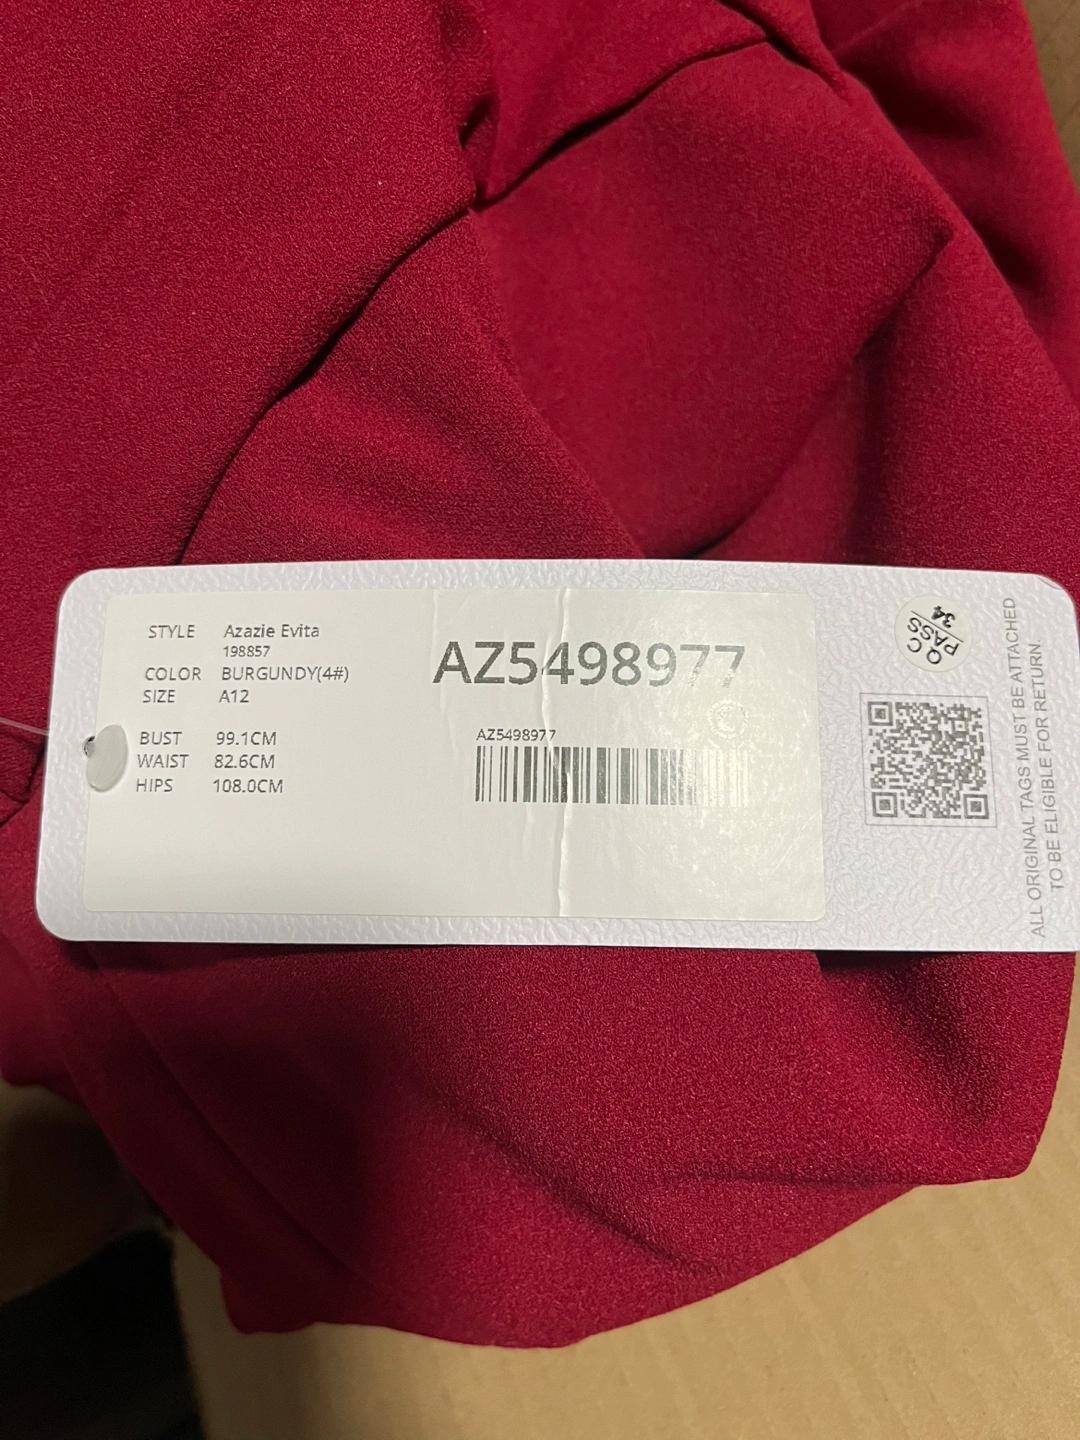 STYLE Azazie Evita
198857
COLOR BURGUNDY(4#)
SIZE A12
BUST 99.1CM
WAIST 82.6CM
HIPS 108.0CM
AZ5498977
AZ5498977
QC
PASS
34
ALL ORIGINAL TAGS MUST BE ATTACHED
TO BE ELIGIBLE FOR RETURN.